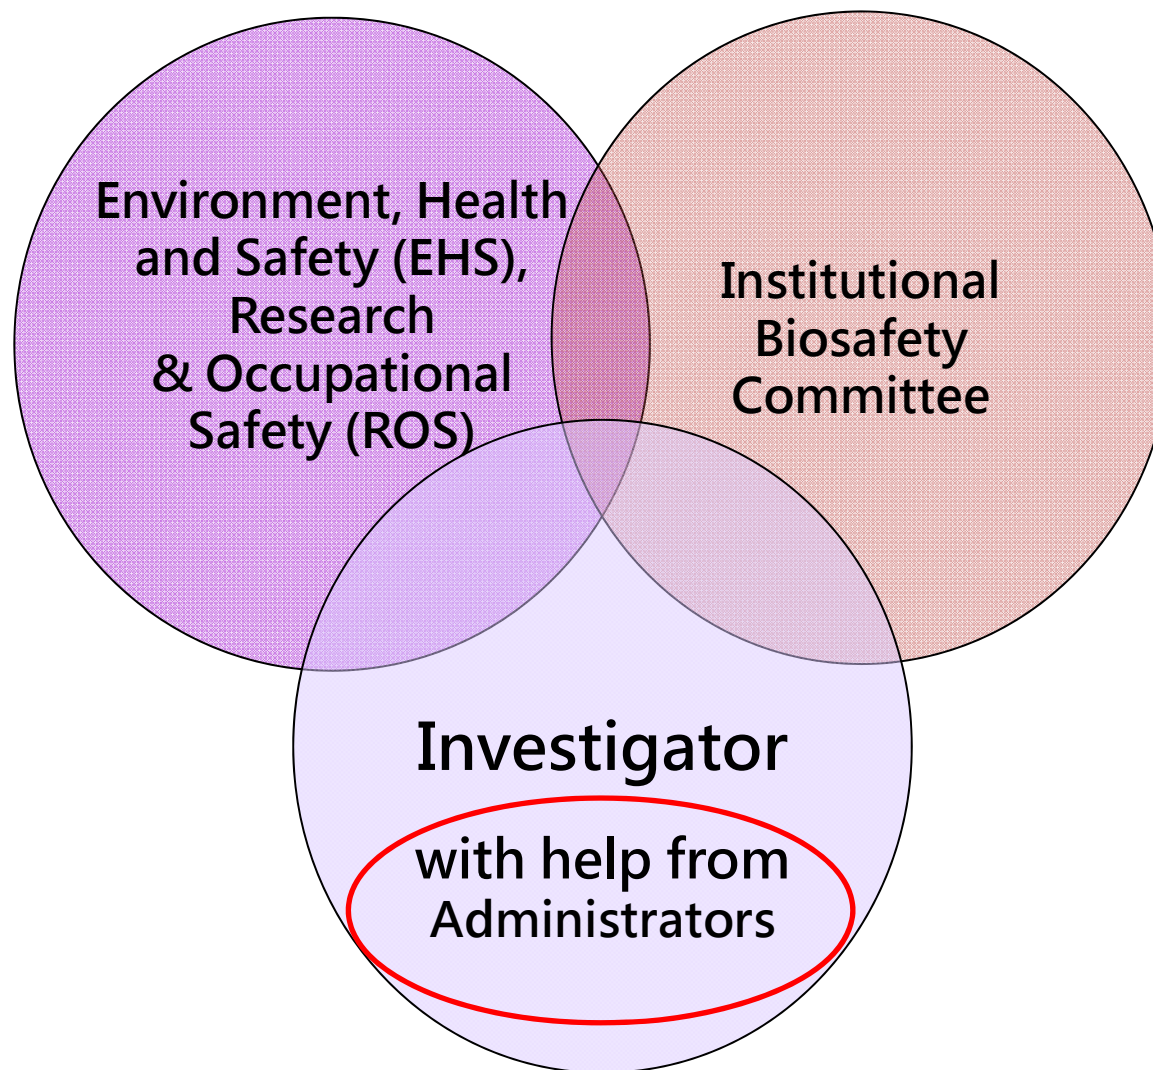 Environment, Health
and Safety (EHS),
Research
& Occupational
Safety (ROS)
Institutional
Biosafety
Committee
Investigator
with help from
Administrators